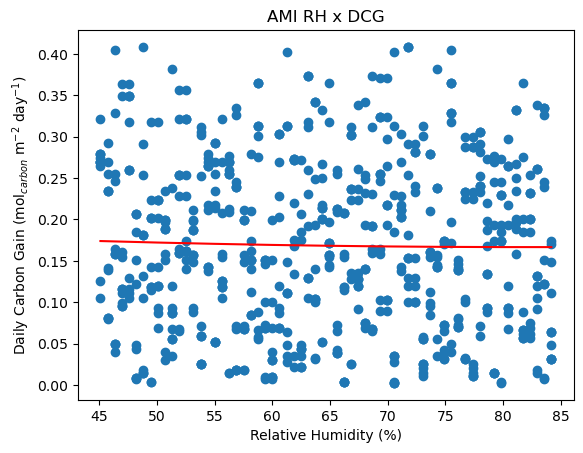 AMI RH x DCG
Daily Carbon Gain (mol$_{carbon}$ m$^{-2}$ day$^{-1}$)
0.40
0.35
0.30
0.25
0.20
0.15
0.10
0.05
0.00
45 50 55 60 65 70 75 80 85
Relative Humidity (%)